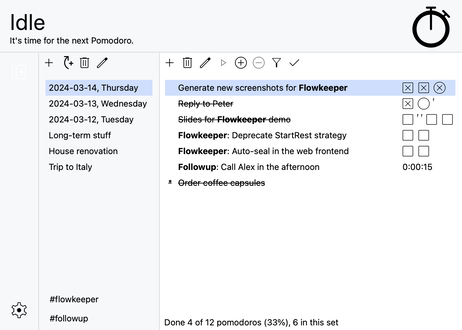 Idle
It's time for the next Pomodoro.
2024-03-14, Thursday
2024-03-13, Wednesday
2024-03-12, Tuesday
Long-term stuff
House renovation
Trip to Italy
#flowkeeper
#followup
Generate new screenshots for Flowkeeper
Reply to Peter
Slides for Flowkeeper demo
Flowkeeper: Deprecate StartRest strategy
Flowkeeper: Auto-seal in the web frontend
Followup: Call Alex in the afternoon 0:00:15
Order coffee capsules
Done 4 of 12 pomodoros (33%), 6 in this set